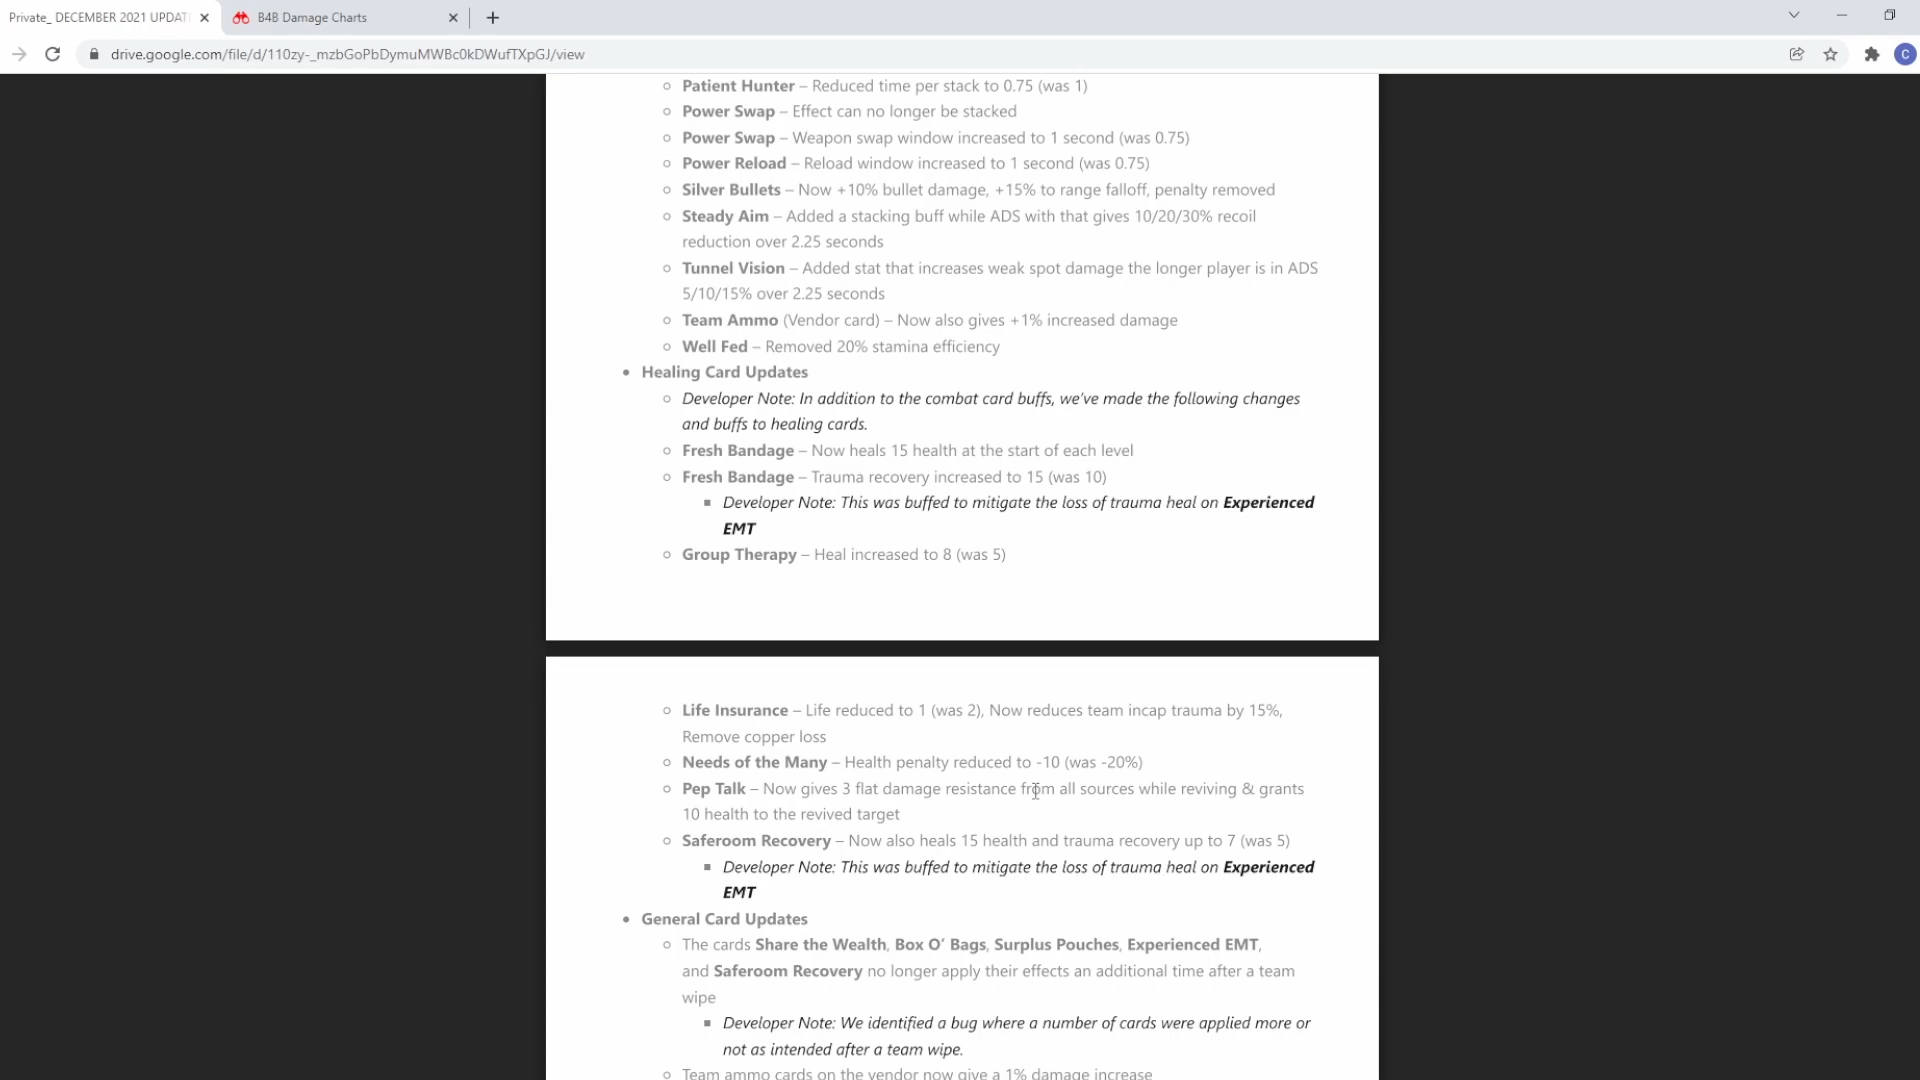 Private_ DECEMBER 2021 UPDAT
B4B Damage Charts
drive.google.com/file/d/110zy-_mzbGoPbDymuMWBc0kDWufTXpGJ/view
C
Patient Hunter – Reduced time per stack to 0.75 (was 1)
Power Swap – Effect can no longer be stacked
Power Swap – Weapon swap window increased to 1 second (was 0.75)
Power Reload – Reload window increased to 1 second (was 0.75)
Silver Bullets – Now +10% bullet damage, +15% to range falloff, penalty removed
Steady Aim – Added a stacking buff while ADS with that gives 10/20/30% recoil
reduction over 2.25 seconds
Tunnel Vision – Added stat that increases weak spot damage the longer player is in ADS
5/10/15% over 2.25 seconds
Team Ammo (Vendor card) – Now also gives +1% increased damage
Well Fed – Removed 20% stamina efficiency
Healing Card Updates
Developer Note: In addition to the combat card buffs, we've made the following changes
and buffs to healing cards.
Fresh Bandage – Now heals 15 health at the start of each level
Fresh Bandage – Trauma recovery increased to 15 (was 10)
Developer Note: This was buffed to mitigate the loss of trauma heal on Experienced
EMT
Group Therapy – Heal increased to 8 (was 5)
Life Insurance – Life reduced to 1 (was 2), Now reduces team incap trauma by 15%,
Remove copper loss
Needs of the Many – Health penalty reduced to -10 (was -20%)
Pep Talk – Now gives 3 flat damage resistance from all sources while reviving & grants
10 health to the revived target
Saferoom Recovery – Now also heals 15 health and trauma recovery up to 7 (was 5)
Developer Note: This was buffed to mitigate the loss of trauma heal on Experienced
EMT
General Card Updates
The cards Share the Wealth, Box O' Bags, Surplus Pouches, Experienced EMT,
and Saferoom Recovery no longer apply their effects an additional time after a team
wipe
Developer Note: We identified a bug where a number of cards were applied more or
not as intended after a team wipe.
Team ammo cards on the vendor now give a 1% damage increase